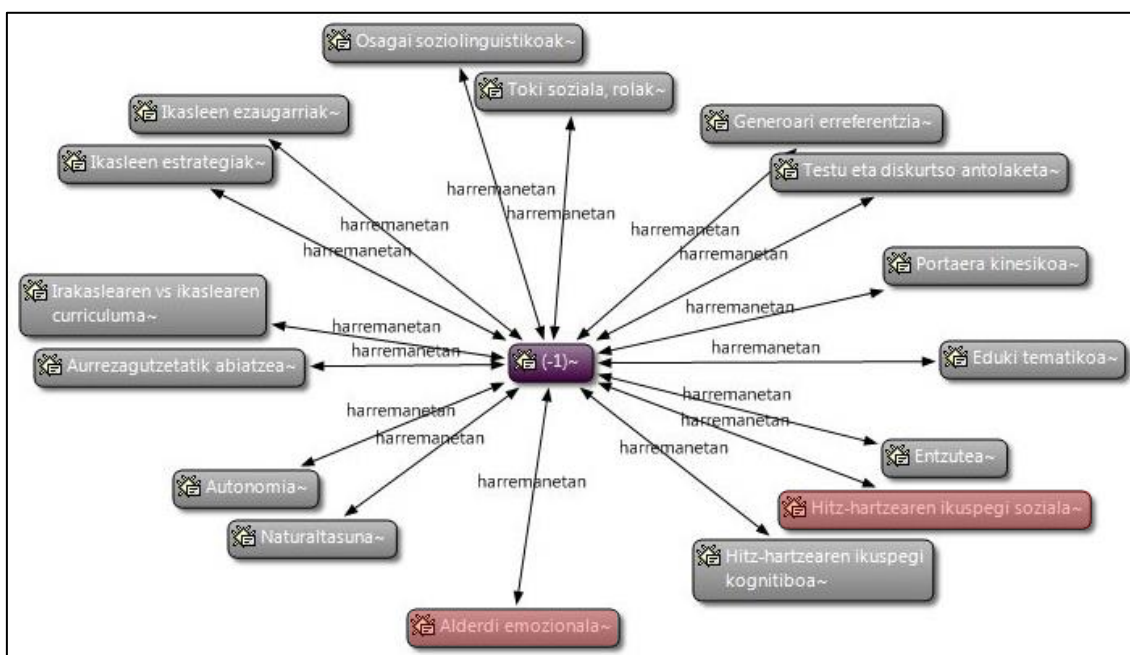 Osagai soziolinguistikoak~
Toki soziala, rolak~
Ikasleen ezaugarriak~
Generoari erreferentzia~
Ikasleen estrategiak~
Testu eta diskurtso antolaketa~
harremanetan
harremanetan
harremanetan
harremanetan
harremanetan
harremanetan
Portaera kinesikoa~
Irakaslearen vs ikaslearen
curriculuma~
harremanetan
harremanetan
harremanetan
harremanetan
Aurrezagutzetatik abiatzea~
(-1)~
Eduki tematikoa~
harremanetan
harremanetan
harremanetan
harremanetan
harremanetan
harremanetan
Entzutea~
Autonomia~
Hitz-hartzearen ikuspegi soziala~
Naturaltasuna~
Hitz-hartzearen ikuspegi
kognitiboa~
Alderdi emozionala~